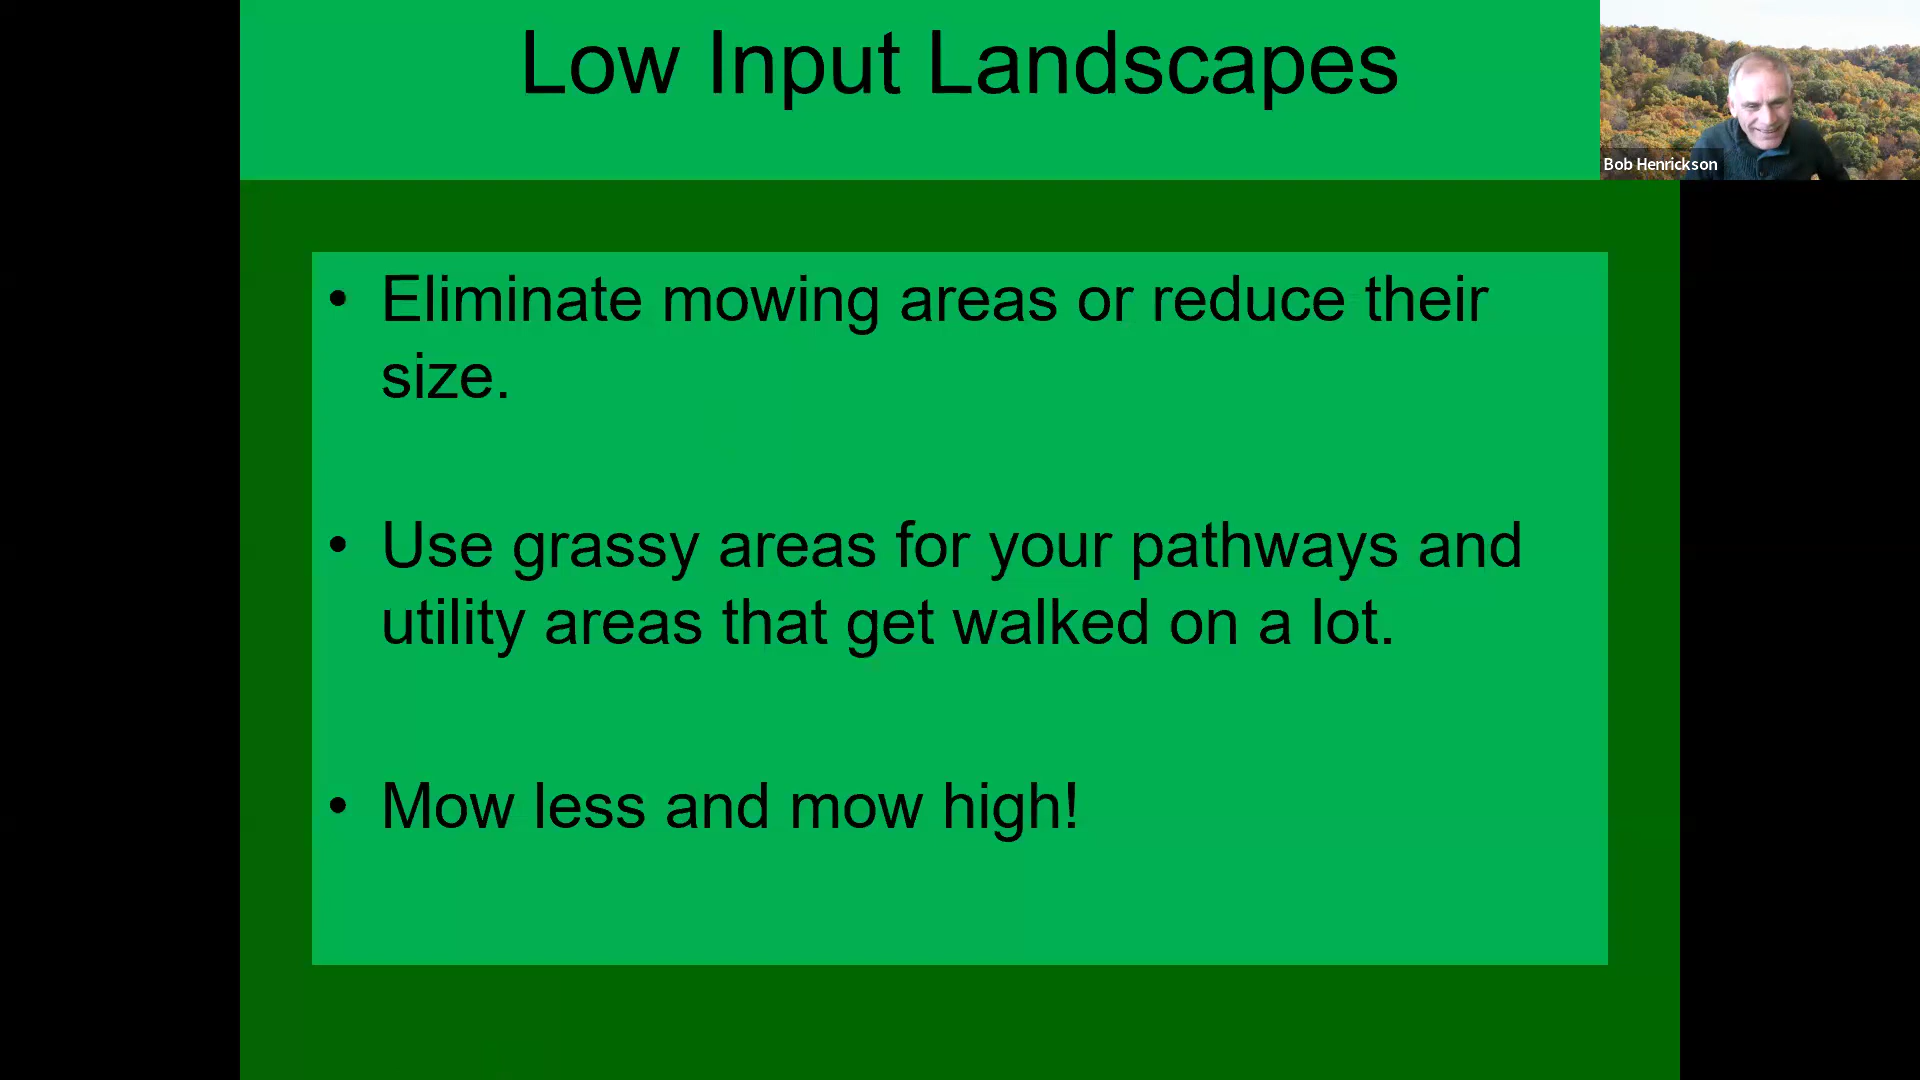 Low Input Landscapes
Bob Henrickson
• Eliminate mowing areas or reduce their
size.
• Use grassy areas for your pathways and
utility areas that get walked on a lot.
• Mow less and mow high!